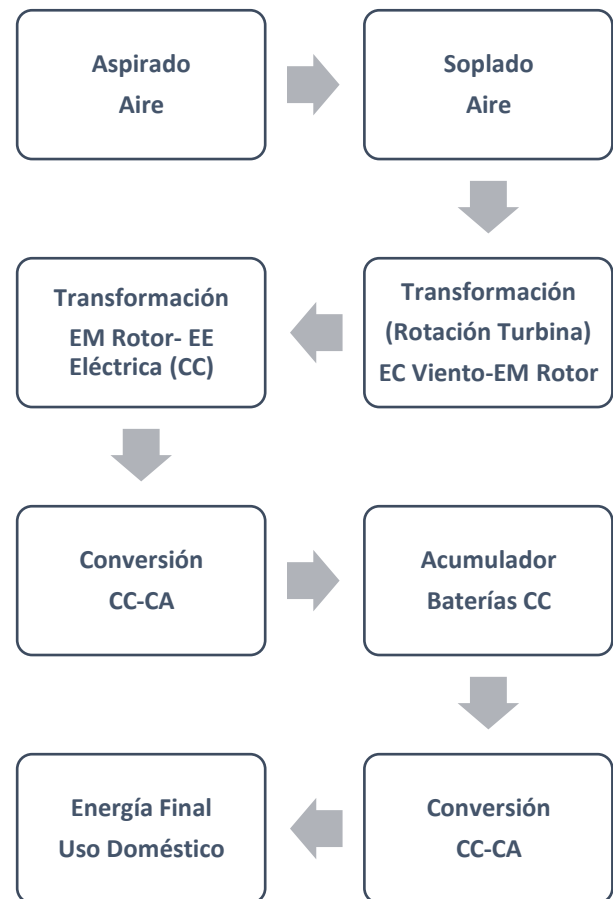 Aspirado
Aire
Soplado
Aire
Transformación
(Rotación Turbina)
EC Viento-EM Rotor
Transformación
EM Rotor- EE
Eléctrica (CC)
Conversión
CC-CA
Acumulador
Baterías CC
Conversión
CC-CA
Energía Final
Uso Doméstico